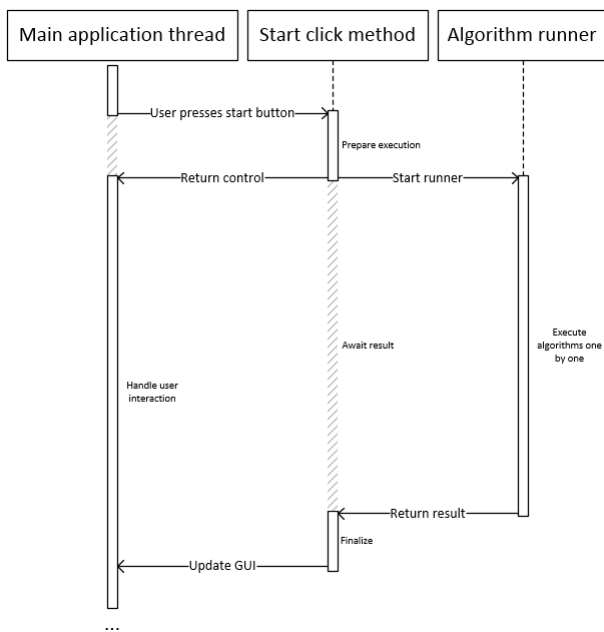 Main application thread
Start click method
Algorithm runner
User presses start button
Prepare execution
Return control
Start runner
Await result
Execute
algorithms one
by one
Handle user
interaction
Return result
Finalize
Update GUI
...